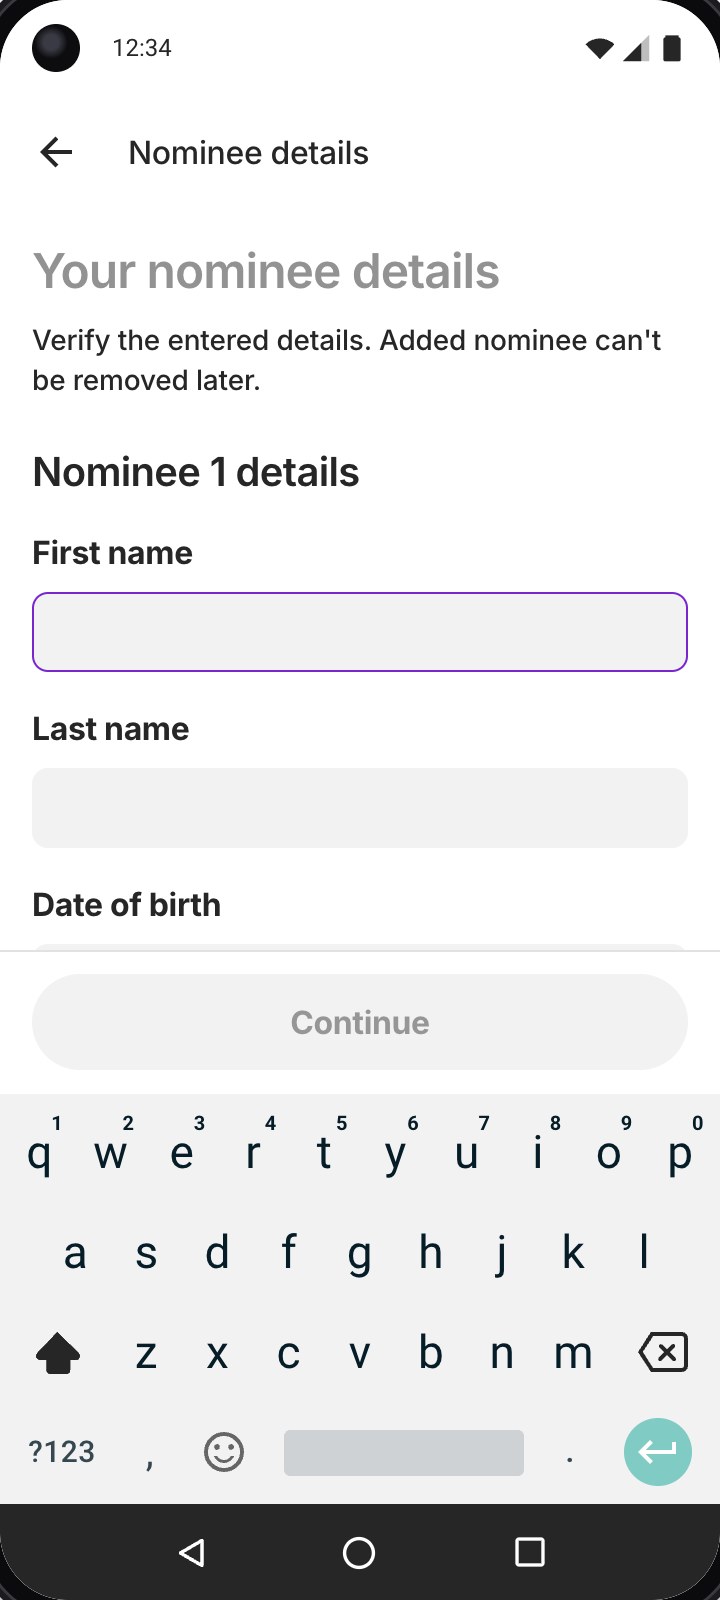 12:34
Nominee details
Your nominee details
Verify the entered details. Added nominee can't
be removed later.
Nominee 1 details
First name
Last name
Date of birth
Continue
1 2 3 4 5 6 7 8 9 0
q w e r t y u i o p
a s d f g h j k l
z x c v b n m
?123 , .